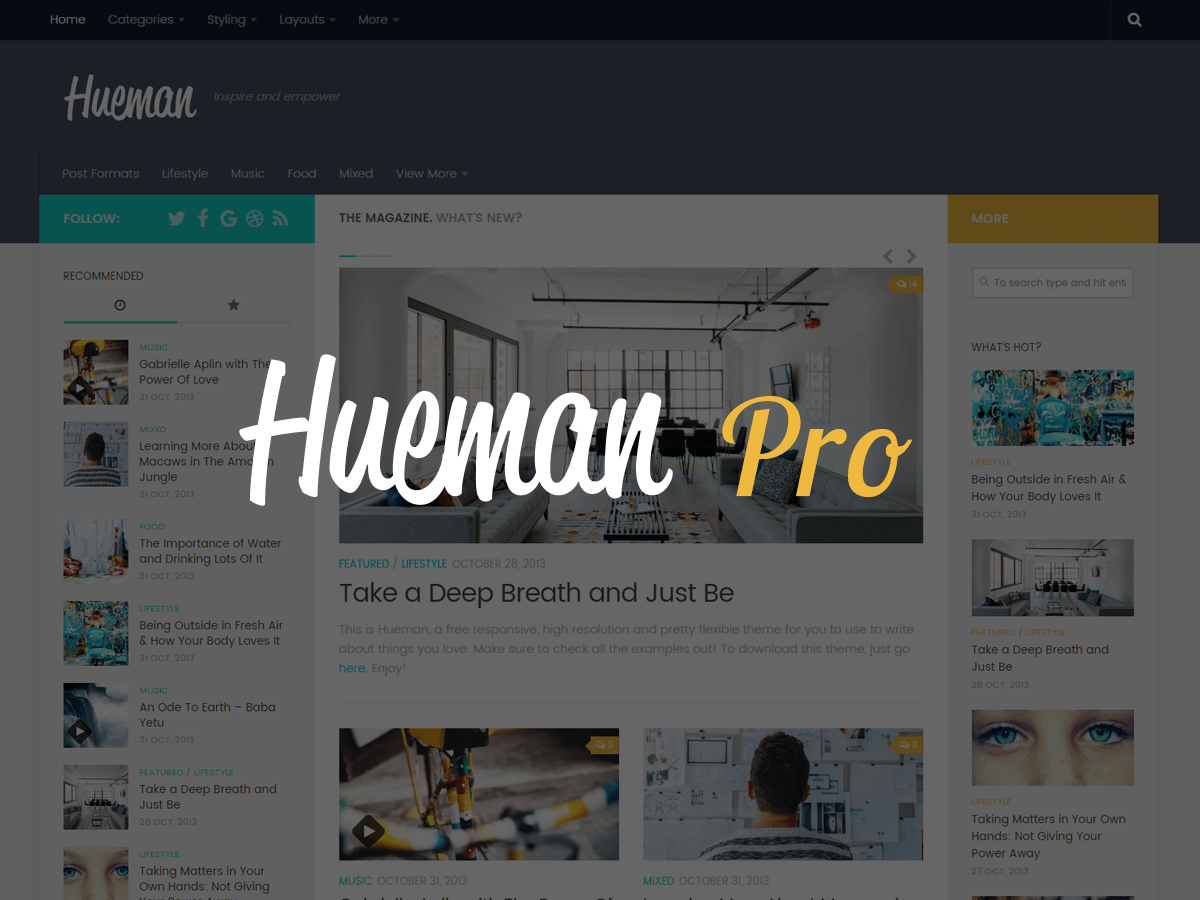 Home Categories Styling Layouts More
Hueman Inspire and empower
Post Formats Lifestyle Music Food Mixed View More
FOLLOW:
RECOMMENDED
MUSIC
Gabrielle Aplin with The
Power Of Love
31 OCT, 2013
MIXED
Learning More About
Macaws in The Amazon
Jungle
31 OCT, 2013
FOOD
The Importance of Water
and Drinking Lots Of It
31 OCT, 2013
LIFESTYLE
Being Outside in Fresh Air
& How Your Body Loves It
31 OCT, 2013
MUSIC
An Ode To Earth – Baba
Yetu
31 OCT, 2013
FEATURED / LIFESTYLE
Take a Deep Breath and
Just Be
28 OCT, 2013
LIFESTYLE
Taking Matters in Your
Own Hands: Not Giving
THE MAGAZINE. WHAT'S NEW?
14
Hueman Pro
FEATURED / LIFESTYLE OCTOBER 28, 2013
Take a Deep Breath and Just Be
This is Hueman, a free responsive, high resolution and pretty flexible theme for you to use to write
about things you love. Make sure to check all the examples out! To download this theme, just go
here. Enjoy!
3
MUSIC OCTOBER 31, 2013
3
MIXED OCTOBER 31, 2013
MORE
To search type and hit ent
WHAT'S HOT?
LIFESTYLE
Being Outside in Fresh Air &
How Your Body Loves It
31 OCT, 2013
FEATURED / LIFESTYLE
Take a Deep Breath and
Just Be
28 OCT, 2013
LIFESTYLE
Taking Matters in Your Own
Hands: Not Giving Your
Power Away
27 OCT, 2013